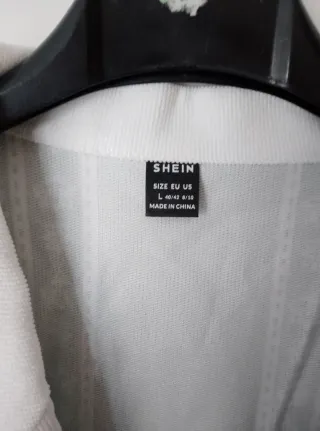 SHEIN
SIZE EU US
L 40/42 8/10
MADE IN CHINA